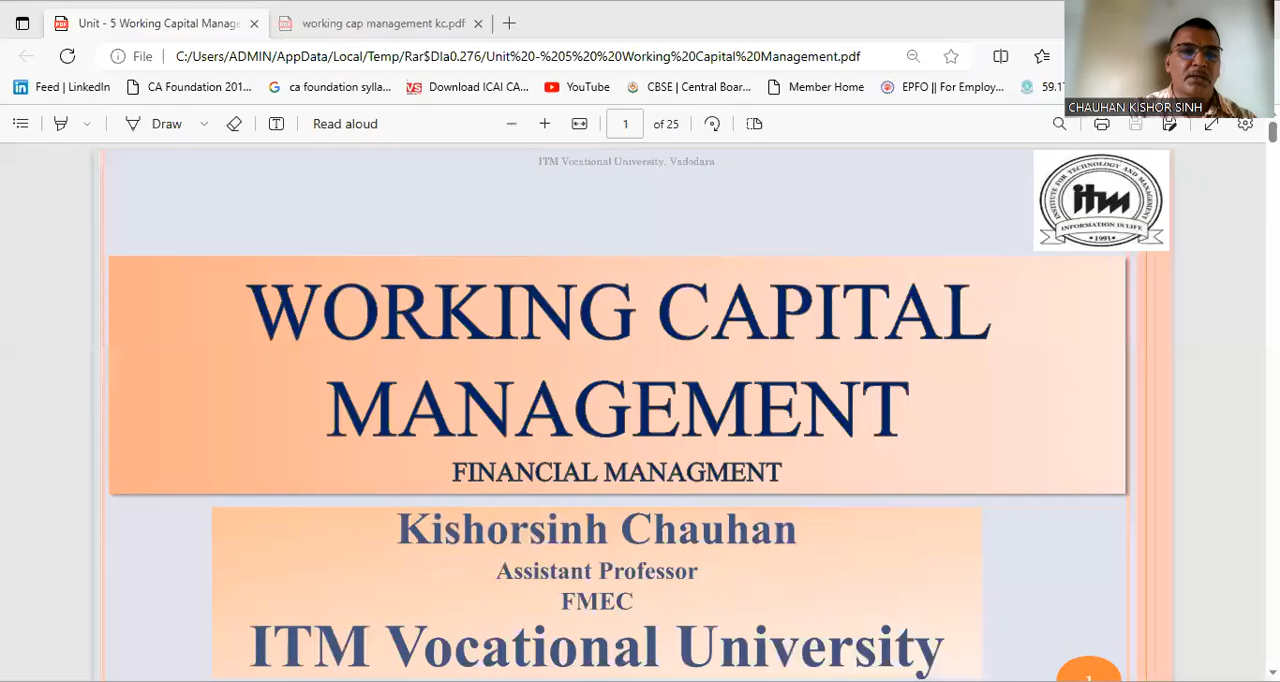 Unit - 5 Working Capital Manage
working cap management kc.pdf
File
C:/Users/ADMIN/AppData/Local/Temp/Rar$DIa0.276/Unit%20-%205%20%20Working%20Capital%20Management.pdf
Feed | LinkedIn
CA Foundation 201...
ca foundation sylla...
Download ICAI CA...
YouTube
CBSE | Central Boar...
Member Home
EPFO || For Employ...
59.1
CHAUHAN KISHOR SINH
Draw
Read aloud
1
of 25
ITM Vocational University, Vadodara
INSTITUTE FOR TECHNOLOGY AND MANAGEMENT
itm
INFORMATION IS LIFE
• 1991 •
WORKING CAPITAL
MANAGEMENT
FINANCIAL MANAGMENT
Kishorsinh Chauhan
Assistant Professor
FMEC
ITM Vocational University